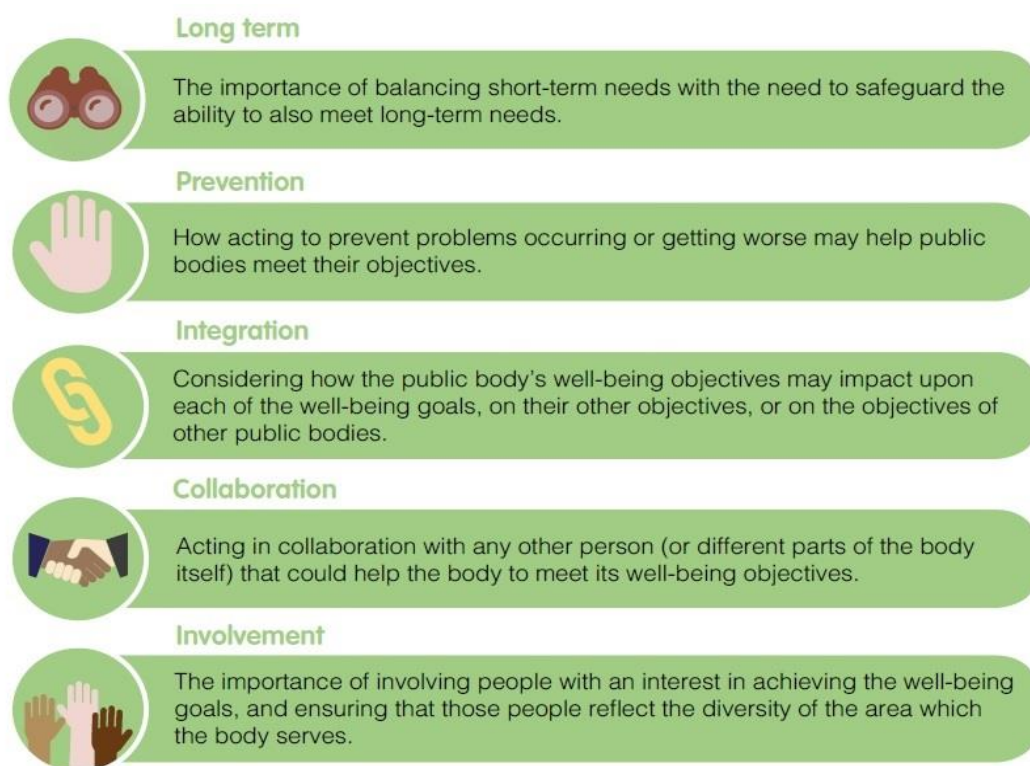 Long term
The importance of balancing short-term needs with the need to safeguard the
ability to also meet long-term needs.
Prevention
How acting to prevent problems occurring or getting worse may help public
bodies meet their objectives.
Integration
Considering how the public body's well-being objectives may impact upon
each of the well-being goals, on their other objectives, or on the objectives of
other public bodies.
Collaboration
Acting in collaboration with any other person (or different parts of the body
itself) that could help the body to meet its well-being objectives.
Involvement
The importance of involving people with an interest in achieving the well-being
goals, and ensuring that those people reflect the diversity of the area which
the body serves.